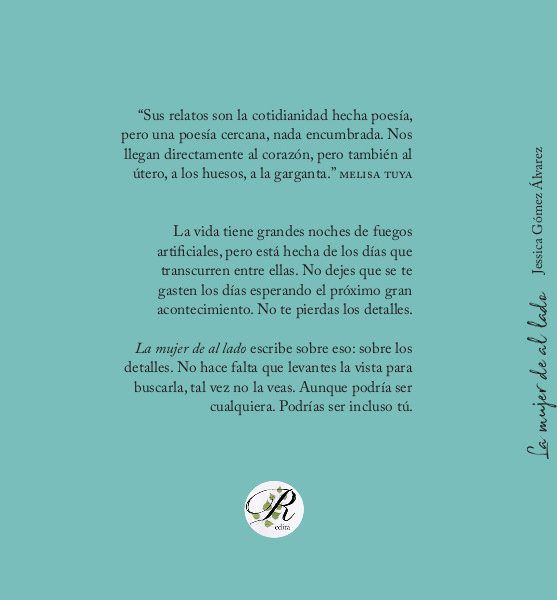 “Sus relatos son la cotidianidad hecha poesía,
pero una poesía cercana, nada encumbrada. Nos
llegan directamente al corazón, pero también al
útero, a los huesos, a la garganta.” MELISA TUYA
La vida tiene grandes noches de fuegos
artificiales, pero está hecha de los días que
transcurren entre ellas. No dejes que se te
gasten los días esperando el próximo gran
acontecimiento. No te pierdas los detalles.
La mujer de al lado escribe sobre eso: sobre los
detalles. No hace falta que levantes la vista para
buscarla, tal vez no la veas. Aunque podría ser
cualquiera. Podrías ser incluso tú.
R
edita
La mujer de al lado Jessica Gómez Álvarez